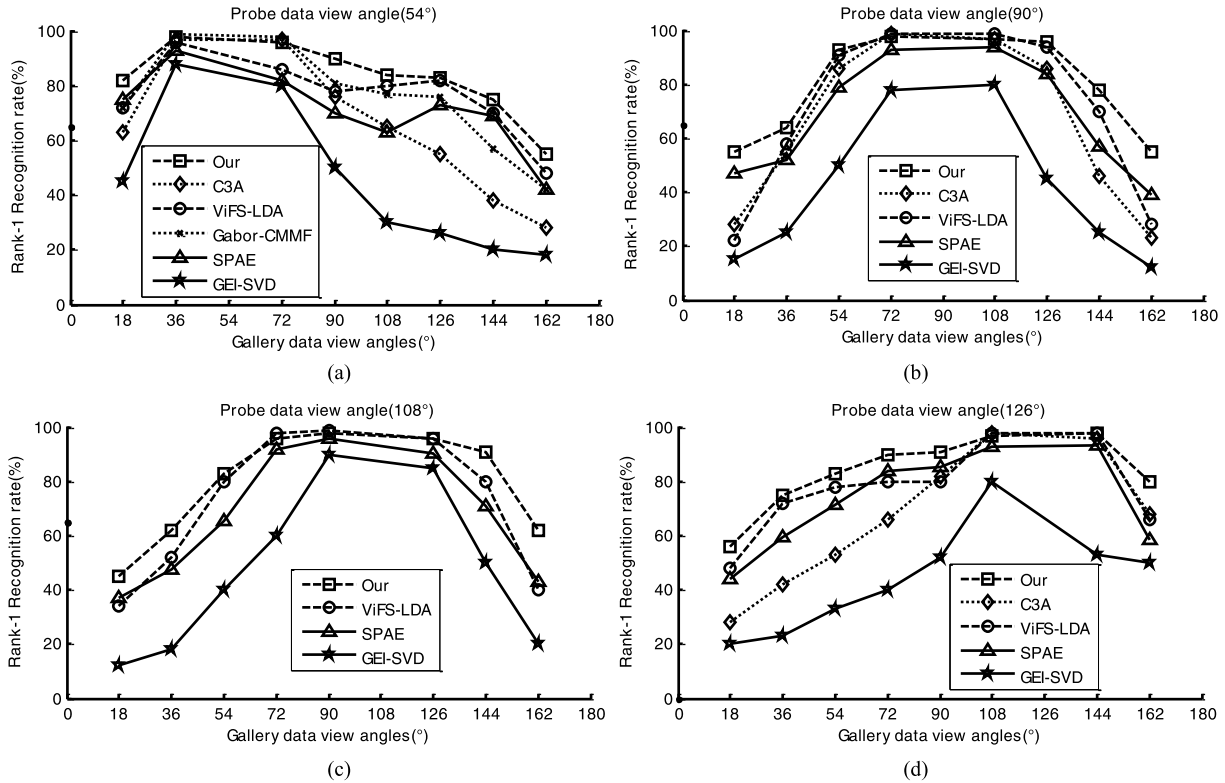 Probe data view angle(54°)
Rank-1 Recognition rate(%)
100
80
60
40
20
0
Our
C3A
ViFS-LDA
Gabor-CMMF
SPAE
GEI-SVD
0 18 36 54 72 90 108 126 144 162 180
Gallery data view angles(°)
(a)
Probe data view angle(90°)
Rank-1 Recognition rate(%)
100
80
60
40
20
0
Our
C3A
ViFS-LDA
SPAE
GEI-SVD
0 18 36 54 72 90 108 126 144 162 180
Gallery data view angles(°)
(b)
Probe data view angle(108°)
Rank-1 Recognition rate(%)
100
80
60
40
20
0
Our
ViFS-LDA
SPAE
GEI-SVD
0 18 36 54 72 90 108 126 144 162 180
Gallery data view angles(°)
(c)
Probe data view angle(126°)
Rank-1 Recognition rate(%)
100
80
60
40
20
0
Our
C3A
ViFS-LDA
SPAE
GEI-SVD
0 18 36 54 72 90 108 126 144 162 180
Gallery data view angles(°)
(d)